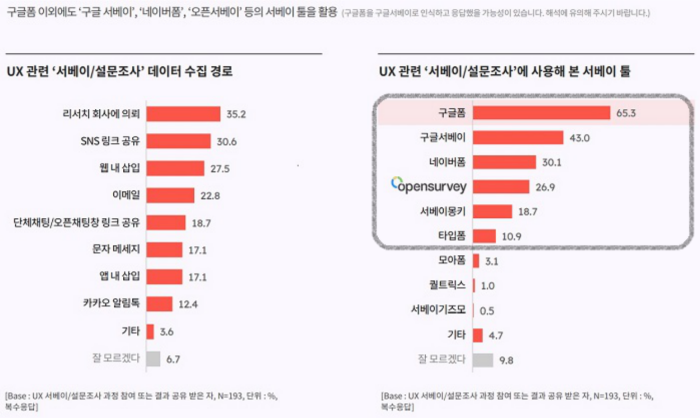 구글폼 이외에도 ‘구글 서베이’, ‘네이버폼’, ‘오픈서베이’ 등의 서베이 툴을 활용 (구글폼을 구글서베이로 인식하고 응답했을 가능성이 있습니다. 해석에 유의해 주시기 바랍니다.)
UX 관련 ‘서베이/설문조사’ 데이터 수집 경로
리서치 회사에 의뢰 35.2
SNS 링크 공유 30.6
웹 내 삽입 27.5
이메일 22.8
단체채팅/오픈채팅창 링크 공유 18.7
문자 메세지 17.1
앱 내 삽입 17.1
카카오 알림톡 12.4
기타 3.6
잘 모르겠다 6.7
[Base : UX 서베이/설문조사 과정 참여 또는 결과 공유 받은 자, N=193, 단위 : %,
복수응답]
UX 관련 ‘서베이/설문조사’에 사용해 본 서베이 툴
구글폼 65.3
구글서베이 43.0
네이버폼 30.1
opensurvey 26.9
서베이몽키 18.7
타입폼 10.9
모아폼 3.1
퀄트릭스 1.0
서베이기즈모 0.5
기타 4.7
잘 모르겠다 9.8
[Base : UX 서베이/설문조사 과정 참여 또는 결과 공유 받은 자, N=193, 단위 : %,
복수응답]